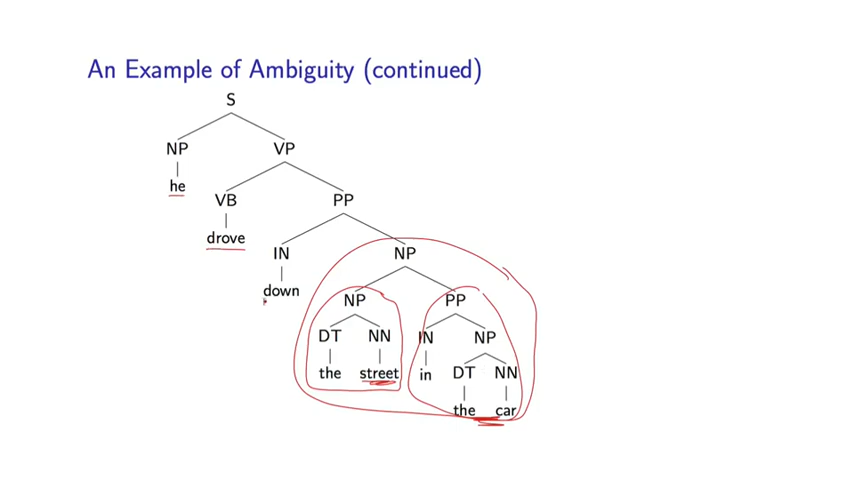 An Example of Ambiguity (continued)
S
NP VP
he
VB PP
drove
IN NP
down
NP PP
DT NN IN NP
the street in DT NN
the car